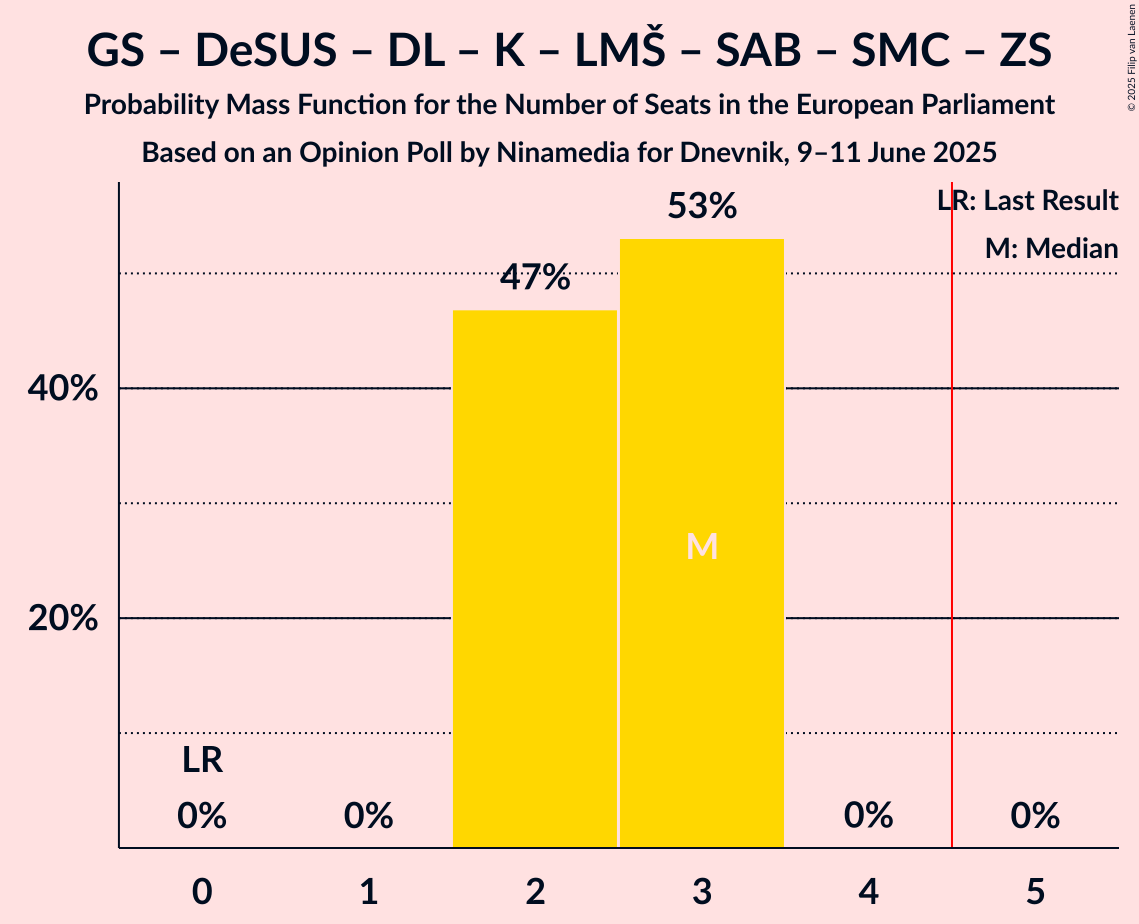 GS – DeSUS – DL – K – LMŠ – SAB – SMC – ZS
Probability Mass Function for the Number of Seats in the European Parliament
Based on an Opinion Poll by Ninamedia for Dnevnik, 9–11 June 2025
© 2025 Filip van Laenen
LR: Last Result
M: Median
53%
47%
40%
M
20%
LR
0%
0%
0%
0%
0
1
2
3
4
5